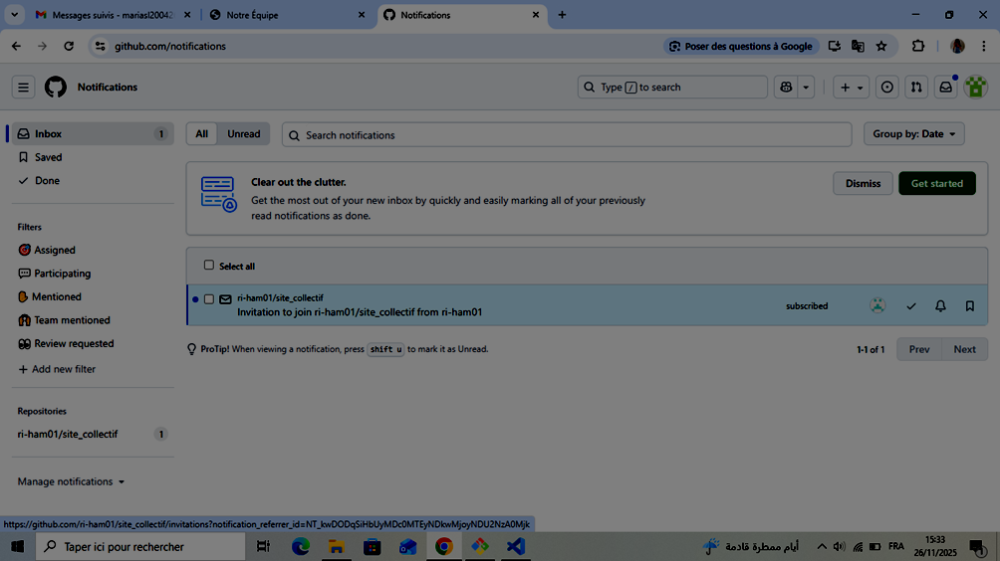 Messages suivis - mariasl20042
Notre Équipe
Notifications
github.com/notifications
Poser des questions à Google
Notifications
Type / to search
Inbox 1
Saved
Done
All Unread
Search notifications
Group by: Date
Clear out the clutter.
Get the most out of your new inbox by quickly and easily marking all of your previously
read notifications as done.
Dismiss
Get started
Filters
Assigned
Participating
Mentioned
Team mentioned
Review requested
Add new filter
Select all
ri-ham01/site_collectif
Invitation to join ri-ham01/site_collectif from ri-ham01
subscribed
ProTip! When viewing a notification, press shift u to mark it as Unread.
1-1 of 1
Prev Next
Repositories
ri-ham01/site_collectif 1
Manage notifications
https://github.com/ri-ham01/site_collectif/invitations?notification_referrer_id=NT_kwDODqSiHbUyMDc0MTEyNDkwMjoyNDU2NzA0Mjk
Taper ici pour rechercher
أيام ممطرة قادمة
FRA
15:33
26/11/2025
1